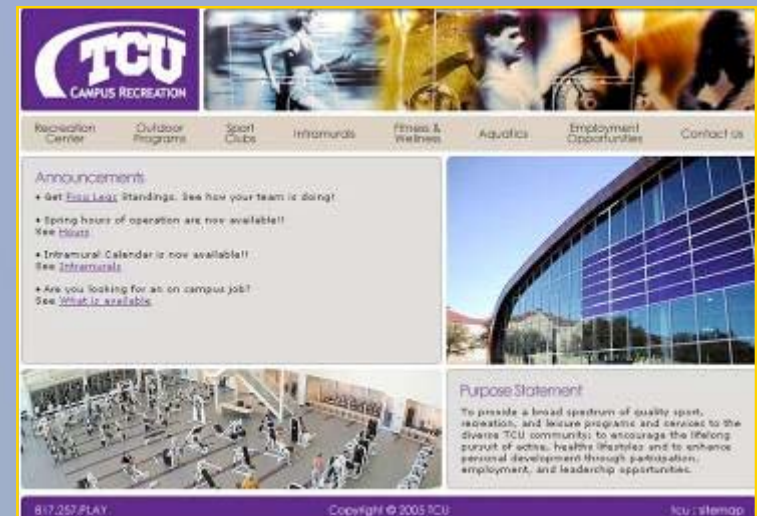 TCU
CAMPUS RECREATION
Recreation Center
Outdoor Programs
Sport Clubs
Intramurals
Fitness & Wellness
Aquatics
Employment Opportunities
Contact Us
Announcements
• Get Frog Legs Standings. See how your team is doing!
• Spring hours of operation are now available!!
See Hours
• Intramural Calendar is now available!!
See Intramurals
• Are you looking for an on campus job?
See What is available
Purpose Statement
To provide a broad spectrum of quality sport,
recreation, and leisure programs and services to the
diverse TCU community; to encourage the lifelong
pursuit of active, healthy lifestyles and to enhance
personal development through participation,
employment, and leadership opportunities.
817.257.PLAY
Copyright © 2005 TCU
tcu : sitemap